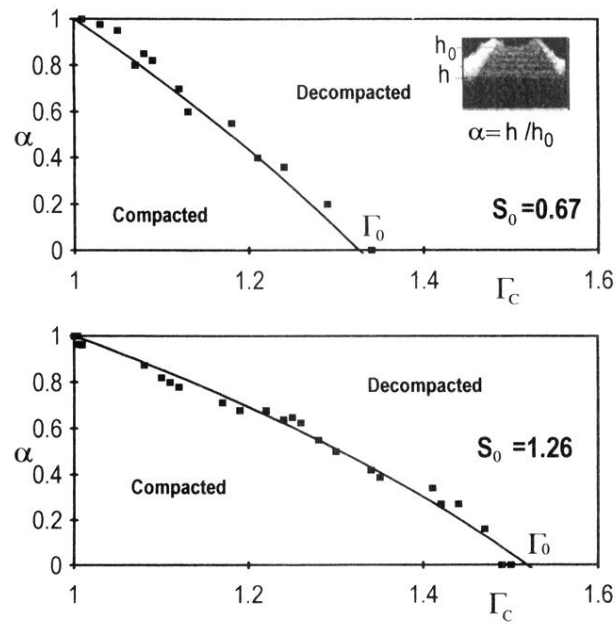 1
h₀
h
0.8
Decompacted
α= h /h₀
0.6
α
0.4
0.2
Compacted
Γ₀
S₀ =0.67
0
1
1.2
1.4
1.6
Γ_C
1
0.8
Decompacted
0.6
α
S₀ =1.26
0.4
Compacted
0.2
Γ₀
0
1
1.2
1.4
1.6
Γ_C